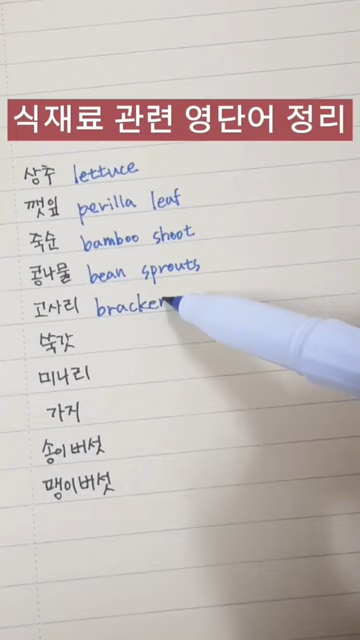 식재료 관련 영단어 정리
상추 lettuce
깻잎 perilla leaf
죽순 bamboo shoot
콩나물 bean sprouts
고사리 bracken
쑥갓
미나리
가지
송이버섯
팽이버섯